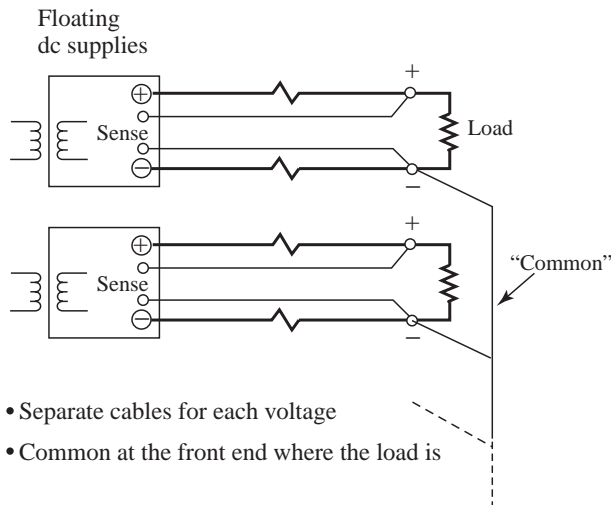 Floating
dc supplies
+
+
Sense
Load
−
−
+
+
"Common"
Sense
−
−
• Separate cables for each voltage
• Common at the front end where the load is